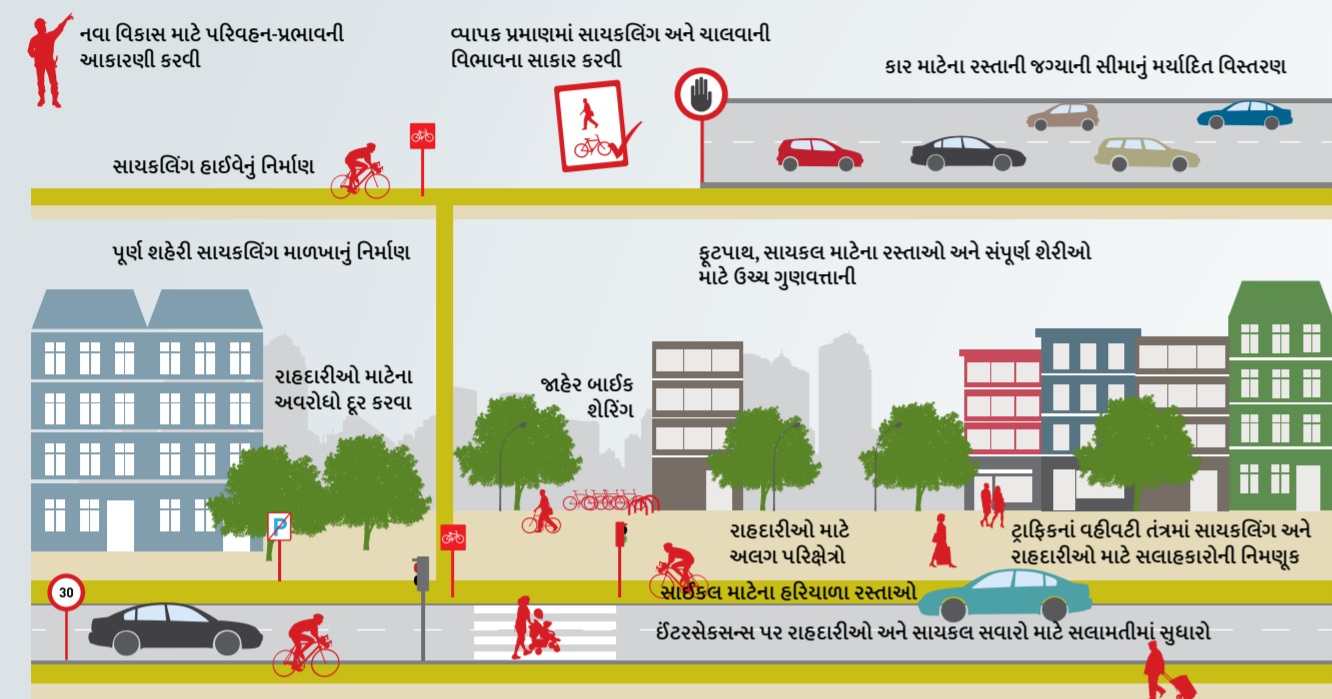 નવા વિકાસ માટે પરિવહન-પ્રભાવની
આકારણી કરવી
વ્યાપક પ્રમાણમાં સાયકલિંગ અને ચાલવાની
વિભાવના સાકાર કરવી
કાર માટેના રસ્તાની જગ્યાની સીમાનું મર્યાદિત વિસ્તરણ
સાયકલિંગ હાઈવેનું નિર્માણ
પૂર્ણ શહેરી સાયકલિંગ માળખાનું નિર્માણ
ફૂટપાથ, સાયકલ માટેના રસ્તાઓ અને સંપૂર્ણ શેરીઓ
માટે ઉચ્ચ ગુણવત્તાની
રાહદારીઓ માટેના
અવરોધો દૂર કરવા
જાહેર બાઈક
શેરિંગ
P
રાહદારીઓ માટે
અલગ પરિક્ષેત્રો
ટ્રાફિકનાં વહીવટી તંત્રમાં સાયકલિંગ અને
રાહદારીઓ માટે સલાહકારોની નિમણૂક
30
સાઈકલ માટેના હરિયાળા રસ્તાઓ
ઈંટરસેકસન્સ પર રાહદારીઓ અને સાયકલ સવારો માટે સલામતીમાં સુધારો